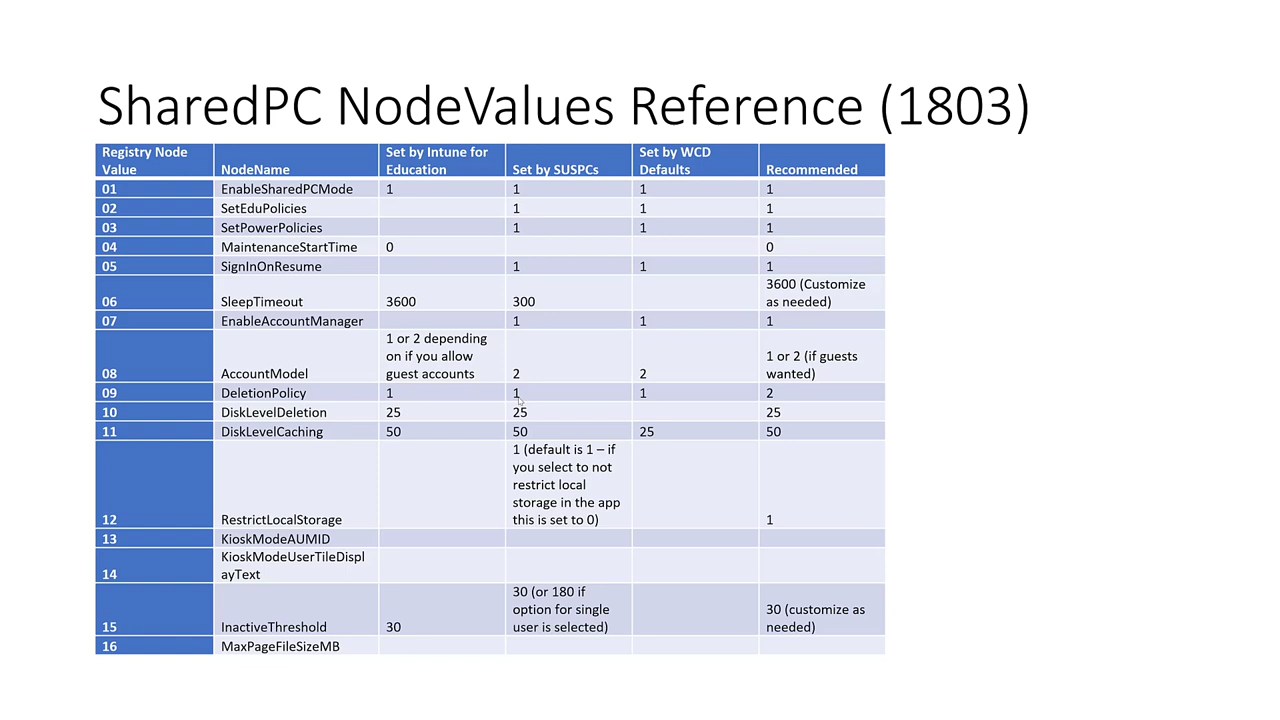 SharedPC NodeValues Reference (1803)
Registry Node Value NodeName Set by Intune for Education Set by SUSPCs Set by WCD Defaults Recommended
01 EnableSharedPCMode 1 1 1 1
02 SetEduPolicies 1 1 1
03 SetPowerPolicies 1 1 1
04 MaintenanceStartTime 0 0
05 SignInOnResume 1 1 1
06 SleepTimeout 3600 300 3600 (Customize as needed)
07 EnableAccountManager 1 1 1
08 AccountModel 1 or 2 depending on if you allow guest accounts 2 2 1 or 2 (if guests wanted)
09 DeletionPolicy 1 1 1 2
10 DiskLevelDeletion 25 25 25
11 DiskLevelCaching 50 50 25 50
12 RestrictLocalStorage 1 (default is 1 – if you select to not restrict local storage in the app this is set to 0) 1
13 KioskModeAUMID
14 KioskModeUserTileDisplayText
15 InactiveThreshold 30 30 (or 180 if option for single user is selected) 30 (customize as needed)
16 MaxPageFileSizeMB